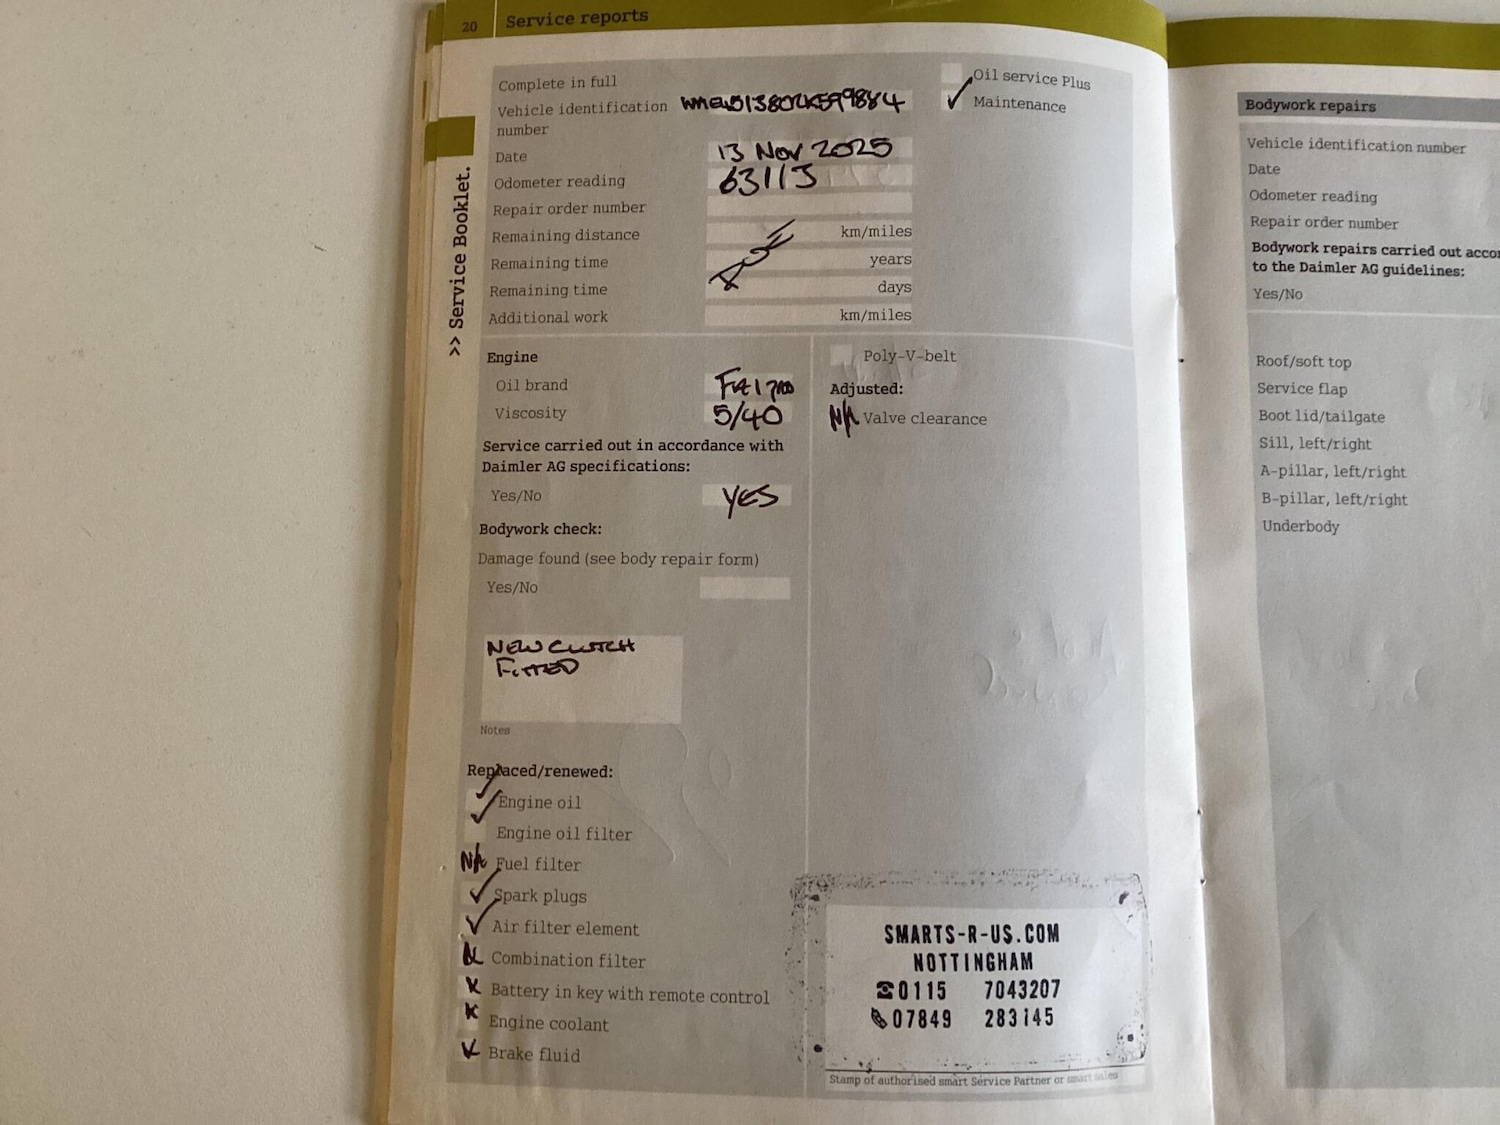 20 Service reports
Complete in full
Vehicle identification number
Date 13 Nov 2025
Odometer reading
Repair order number
Remaining distance km/miles
Remaining time years
Remaining time days
Additional work km/miles
Oil service Plus
✓ Maintenance
>> Service Booklet.
Engine
Oil brand
Viscosity 5/40
Service carried out in accordance with
Daimler AG specifications:
Yes/No YES
Bodywork check:
Damage found (see body repair form)
Yes/No
NEW CLUTCH
FITTED
Notes
Replaced/renewed:
✓ Engine oil
✓ Engine oil filter
N/A Fuel filter
✓ Spark plugs
✓ Air filter element
Combination filter
Battery in key with remote control
Engine coolant
Brake fluid
Poly-V-belt
Adjusted:
N/A Valve clearance
SMARTS-R-US.COM
NOTTINGHAM
☎0115 7043207
07849 283145
Stamp of authorised smart Service Partner or smart sales
Bodywork repairs
Vehicle identification number
Date
Odometer reading
Repair order number
Bodywork repairs carried out
to the Daimler AG guidelines:
Yes/No
Roof/soft top
Service flap
Boot lid/tailgate
Sill, left/right
A-pillar, left/right
B-pillar, left/right
Underbody